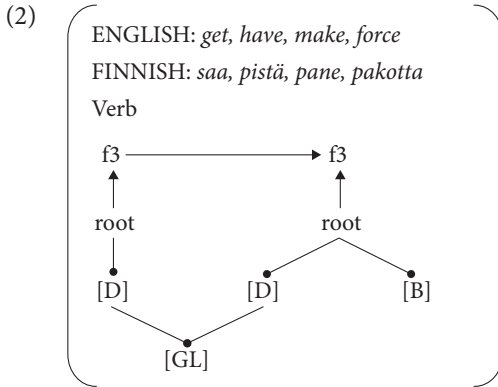 (2)
ENGLISH: get, have, make, force
FINNISH: saa, pistä, pane, pakotta
Verb
f3 f3
root root
[D] [D] [B]
[GL]